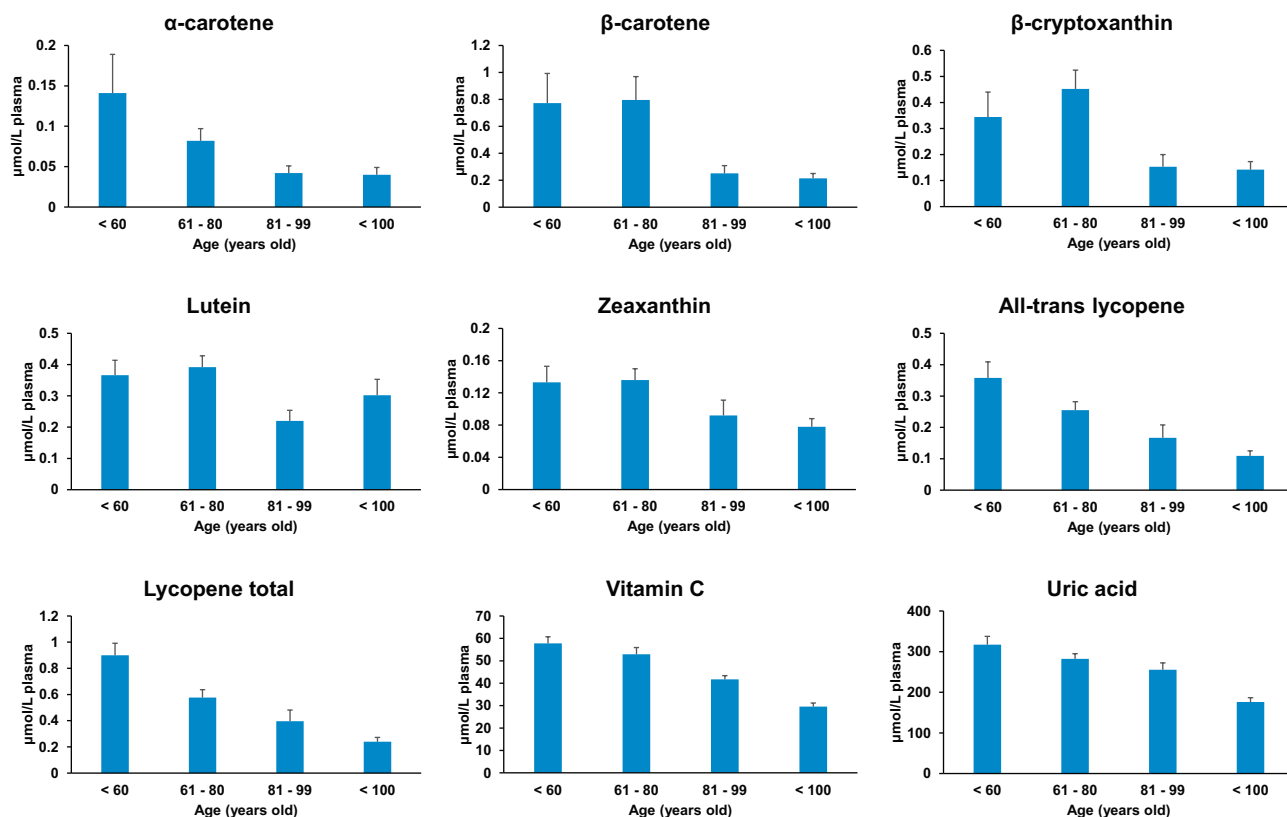 α-carotene
µmol/L plasma
0.2
0.15
0.1
0.05
0
< 60 61 - 80 81 - 99 < 100
Age (years old)
β-carotene
µmol/L plasma
1.2
1
0.8
0.6
0.4
0.2
0
< 60 61 - 80 81 - 99 < 100
Age (years old)
β-cryptoxanthin
µmol/L plasma
0.6
0.5
0.4
0.3
0.2
0.1
0
< 60 61 - 80 81 - 99 < 100
Age (years old)
Lutein
µmol/L plasma
0.5
0.4
0.3
0.2
0.1
0
< 60 61 - 80 81 - 99 < 100
Age (years old)
Zeaxanthin
µmol/L plasma
0.2
0.16
0.12
0.08
0.04
0
< 60 61 - 80 81 - 99 < 100
Age (years old)
All-trans lycopene
µmol/L plasma
0.5
0.4
0.3
0.2
0.1
0
< 60 61 - 80 81 - 99 < 100
Age (years old)
Lycopene total
µmol/L plasma
1.2
1
0.8
0.6
0.4
0.2
0
< 60 61 - 80 81 - 99 < 100
Age (years old)
Vitamin C
µmol/L plasma
70
60
50
40
30
20
10
0
< 60 61 - 80 81 - 99 < 100
Age (years old)
Uric acid
µmol/L plasma
400
300
200
100
0
< 60 61 - 80 81 - 99 < 100
Age (years old)